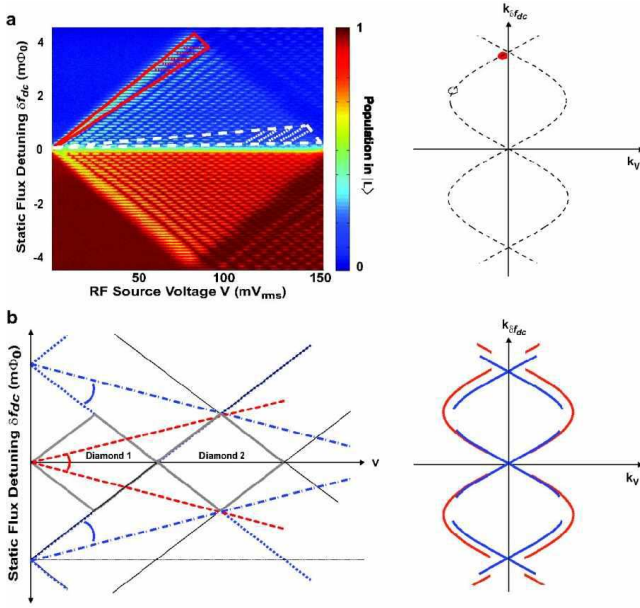 a
Static Flux Detuning δf_dc (mΦ₀)
4
2
0
-2
-4
50
100
150
RF Source Voltage V (mV_rms)
1
0
Population in |L⟩
k_δf_dc
k_V
b
Static Flux Detuning δf_dc (mΦ₀)
Diamond 1
Diamond 2
V
k_δf_dc
k_V